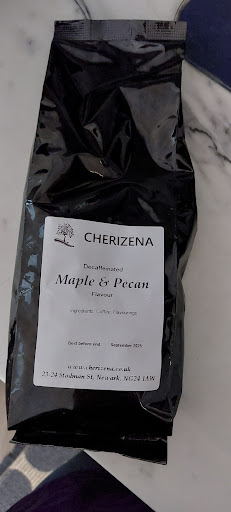 CHERIZENA
Decaffeinated
Maple & Pecan
Flavour
Ingredients: Coffee, Flavourings
Best before end: September 2025
www.cherizena.co.uk
21-24 Stodman St, Newark, NG24 1AW